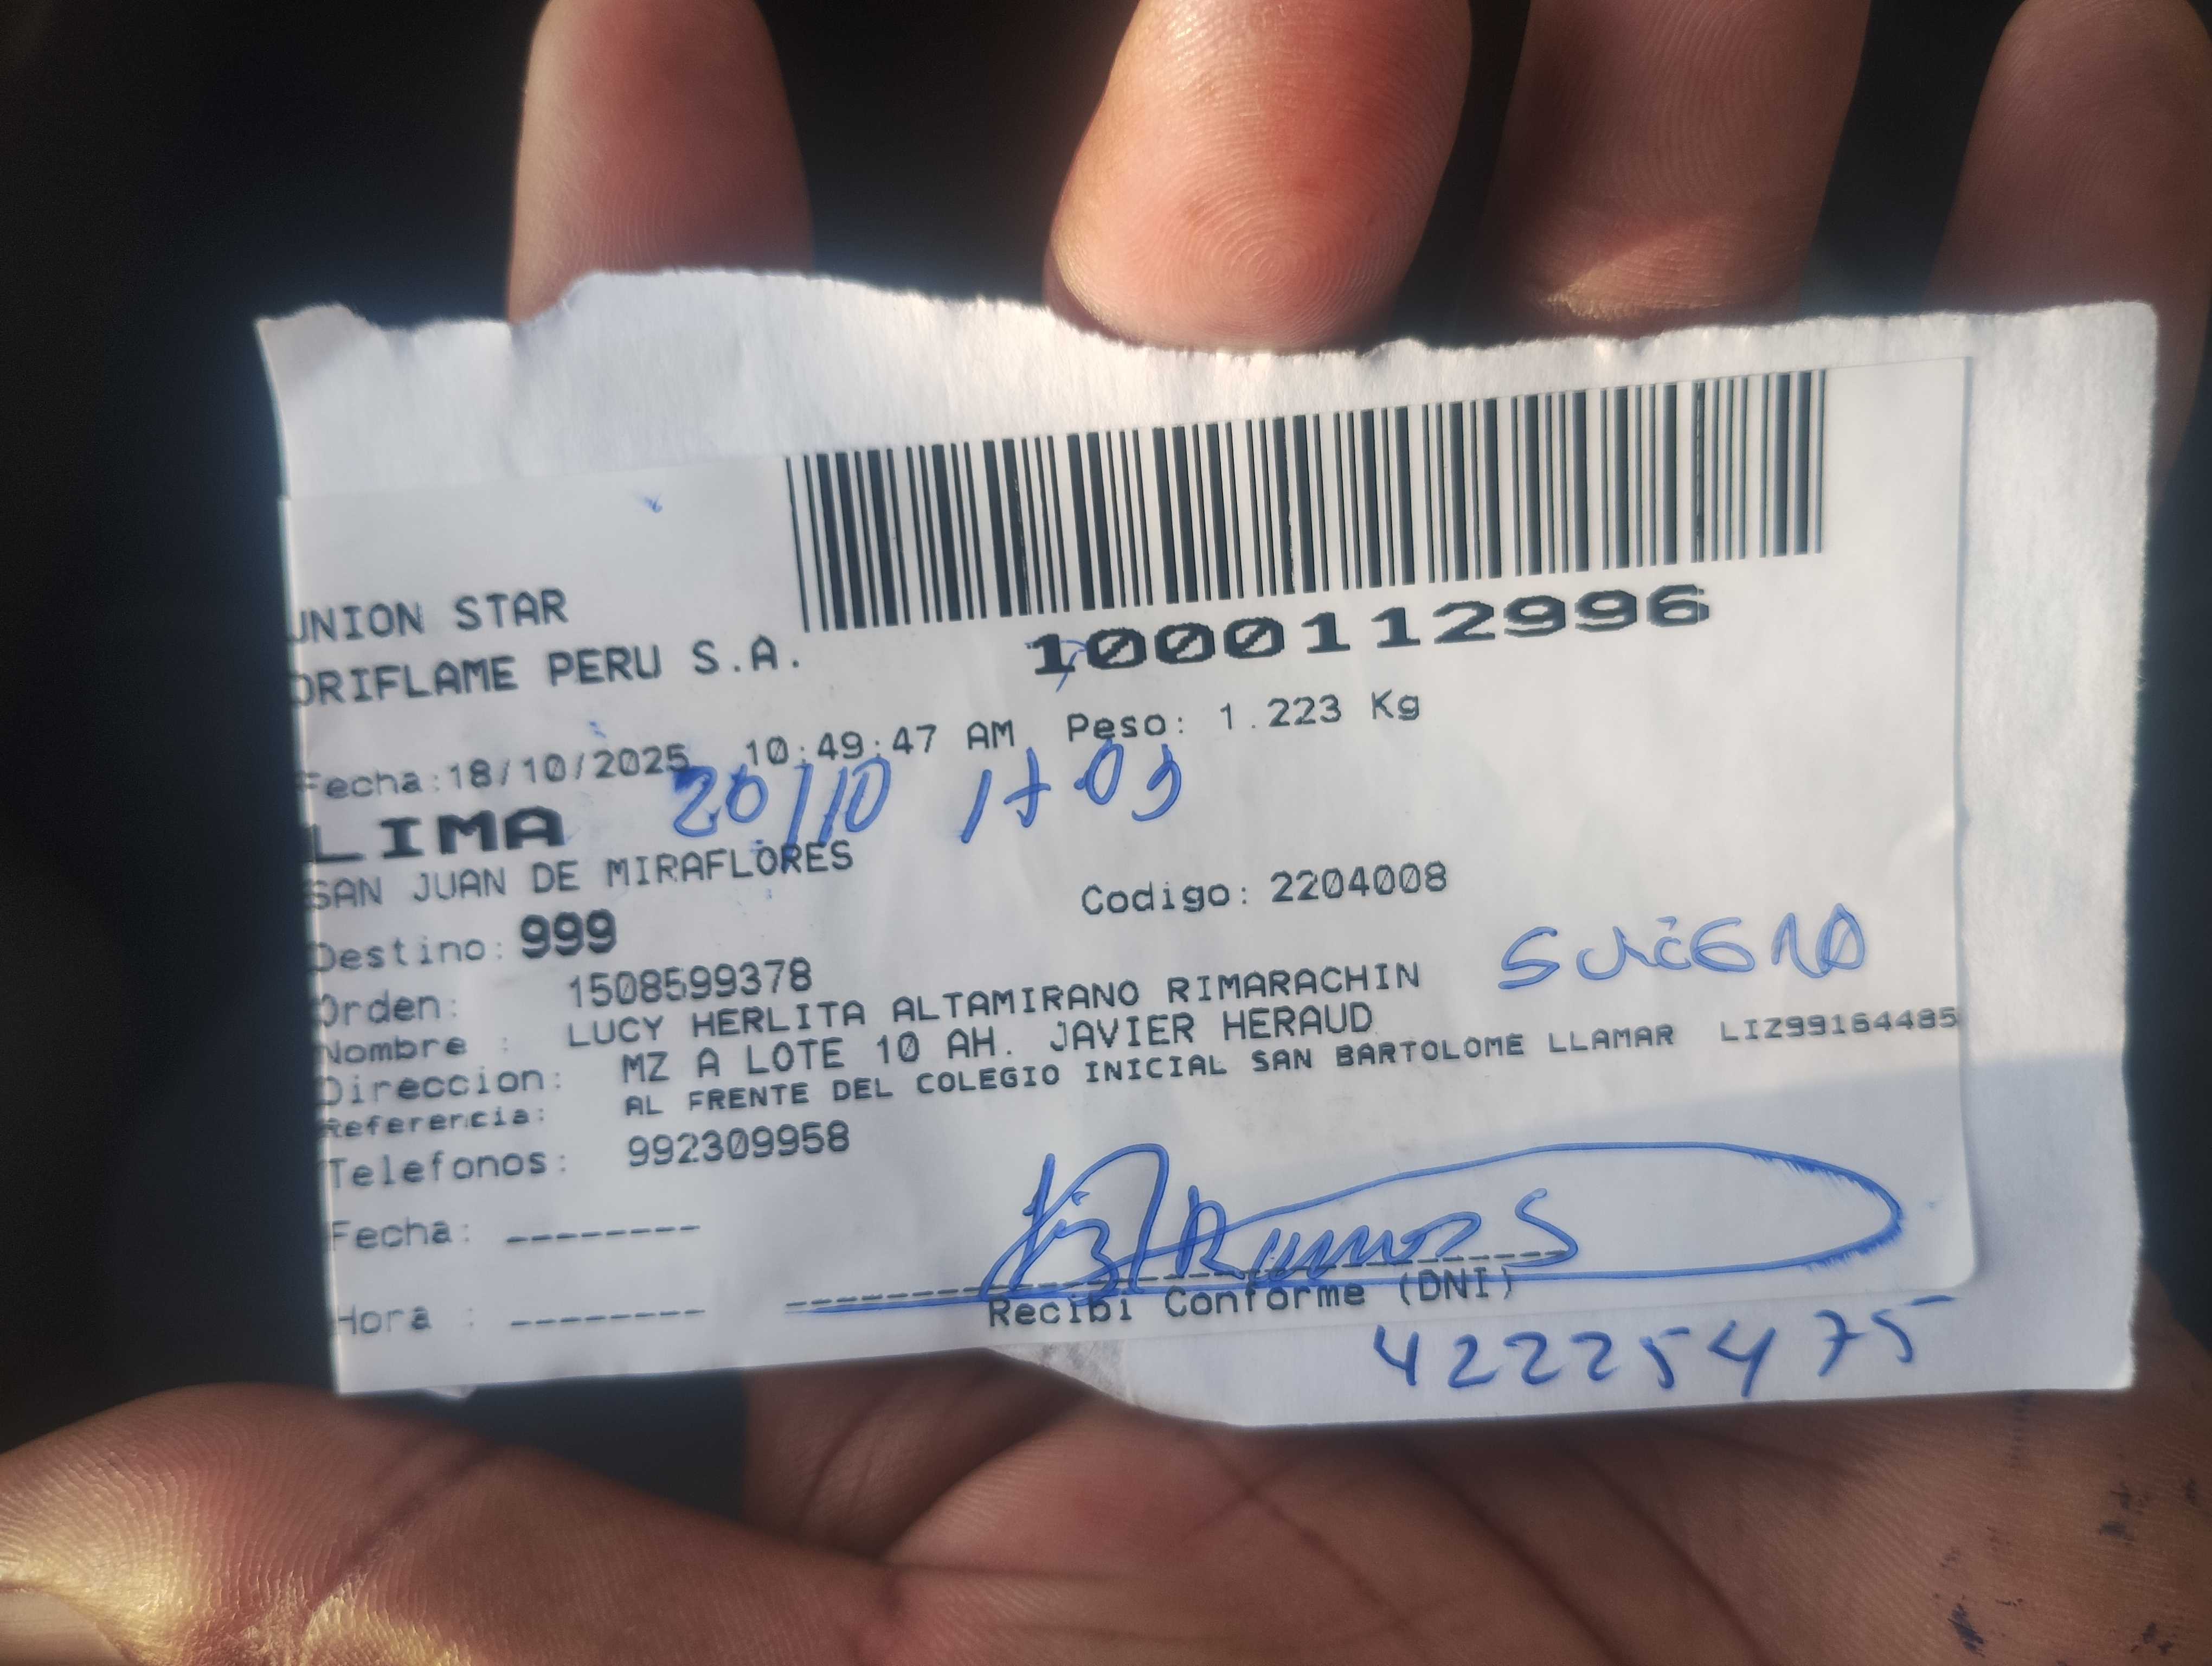 UNION STAR
ORIFLAME PERU S.A.
1000112996
Fecha:18/10/2025 10:49:47 AM Peso: 1.223 Kg
20/10 17 03
LIMA
SAN JUAN DE MIRAFLORES
Codigo: 2204008
Destino: 999
Orden: 1508599378
Nombre : LUCY HERLITA ALTAMIRANO RIMARACHIN
Direccion: MZ A LOTE 10 AH. JAVIER HERAUD
Referencia: AL FRENTE DEL COLEGIO INICIAL SAN BARTOLOME LLAMAR LIZ99164485
Telefonos: 992309958
Fecha: --------
Liz Ramos S
Hora : --------
Recibi Conforme (DNI)
42225475